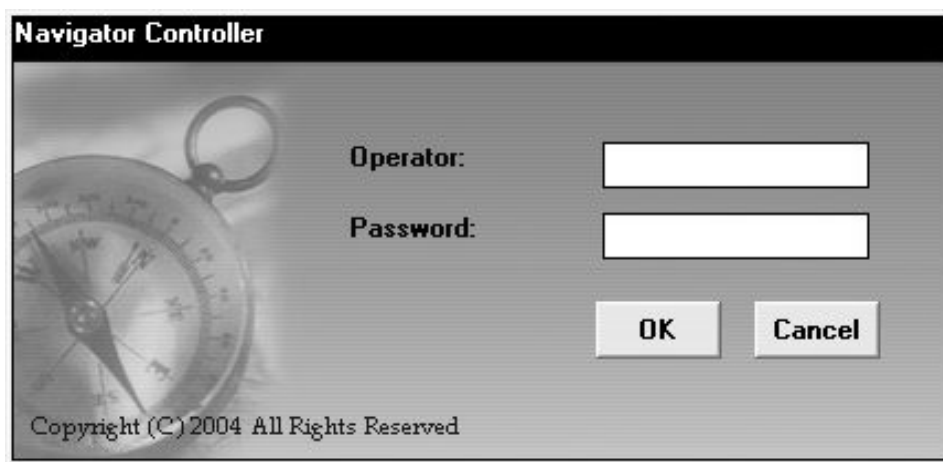 Navigator Controller
Operator:
Password:
OK Cancel
Copyright (C) 2004 All Rights Reserved